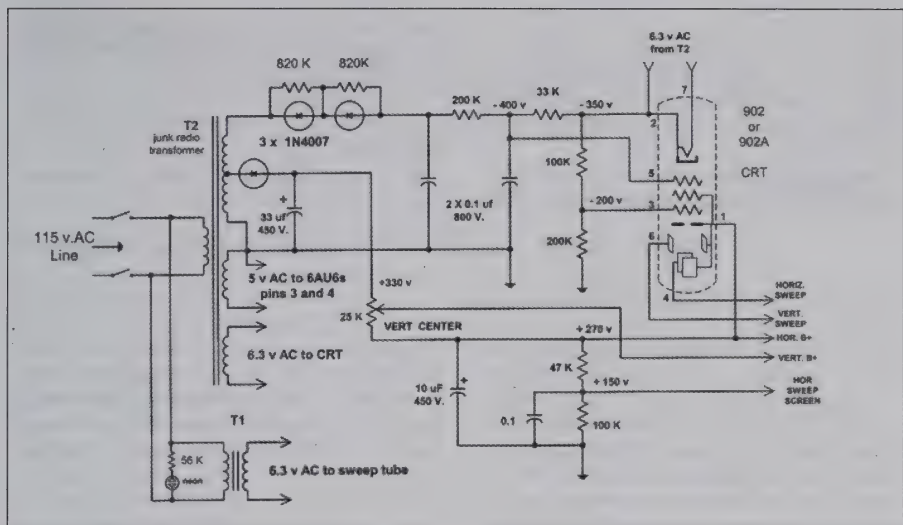 820 K
820K
6.3 v AC
from T2
7
200 K
- 400 v
33 K
- 350 v
2
902
or
902A
CRT
T2
junk radio
transformer
3 x 1N4007
100K
5
+
33 uf
450 V.
2 X 0.1 uf
800 V.
- 200 v
3
1
6
115 v.AC
Line
200K
4
5 v AC to 6AU6s
pins 3 and 4
+330 v
HORIZ.
SWEEP
VERT.
SWEEP
25 K
VERT CENTER
+ 270 v
HOR. B+
6.3 v AC to CRT
VERT. B+
47 K
10 uF
450 V.
+
+ 150 v
HOR
SWEEP
SCREEN
0.1
100 K
T1
56 K
neon
6.3 v AC to sweep tube